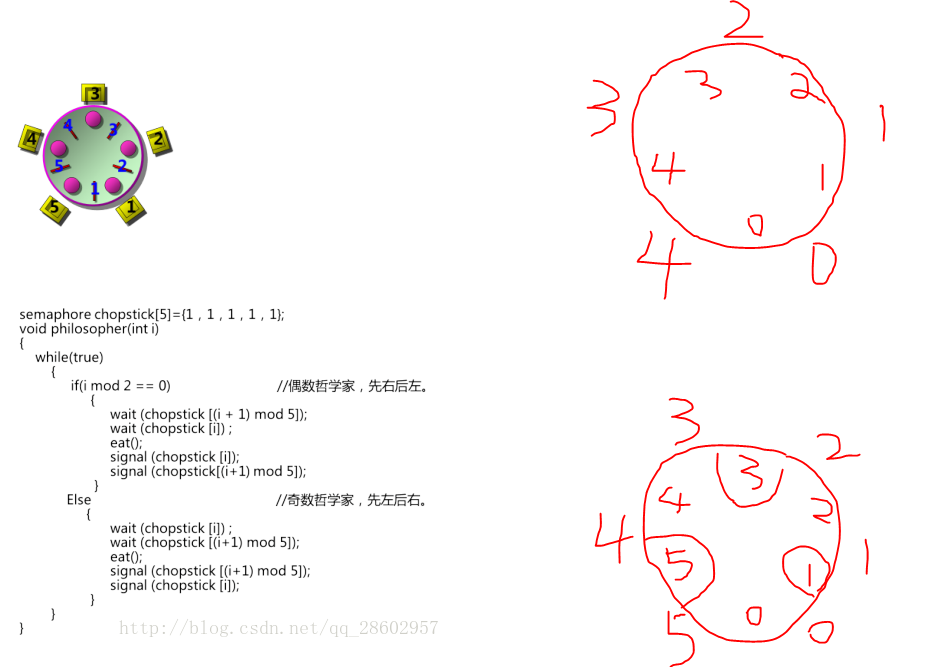 3
4
3
4
2
5
2
1
5
1
semaphore chopstick[5]={1，1，1，1，1};
void philosopher(int i)
{
while(true)
{
if(i mod 2 == 0) //偶数哲学家，先右后左。
{
wait (chopstick [(i + 1) mod 5]);
wait (chopstick [i]) ;
eat();
signal (chopstick [i]);
signal (chopstick[(i+1) mod 5]);
}
Else //奇数哲学家，先左后右。
{
wait (chopstick [i]) ;
wait (chopstick [(i+1) mod 5]);
eat();
signal (chopstick [(i+1) mod 5]);
signal (chopstick [i]);
}
}
}
http://blog.csdn.net/qq_28602957
2
3 3 2 1
4 1
0
4 0
3
2
3
4 2
4 1
5 1
0
5 0